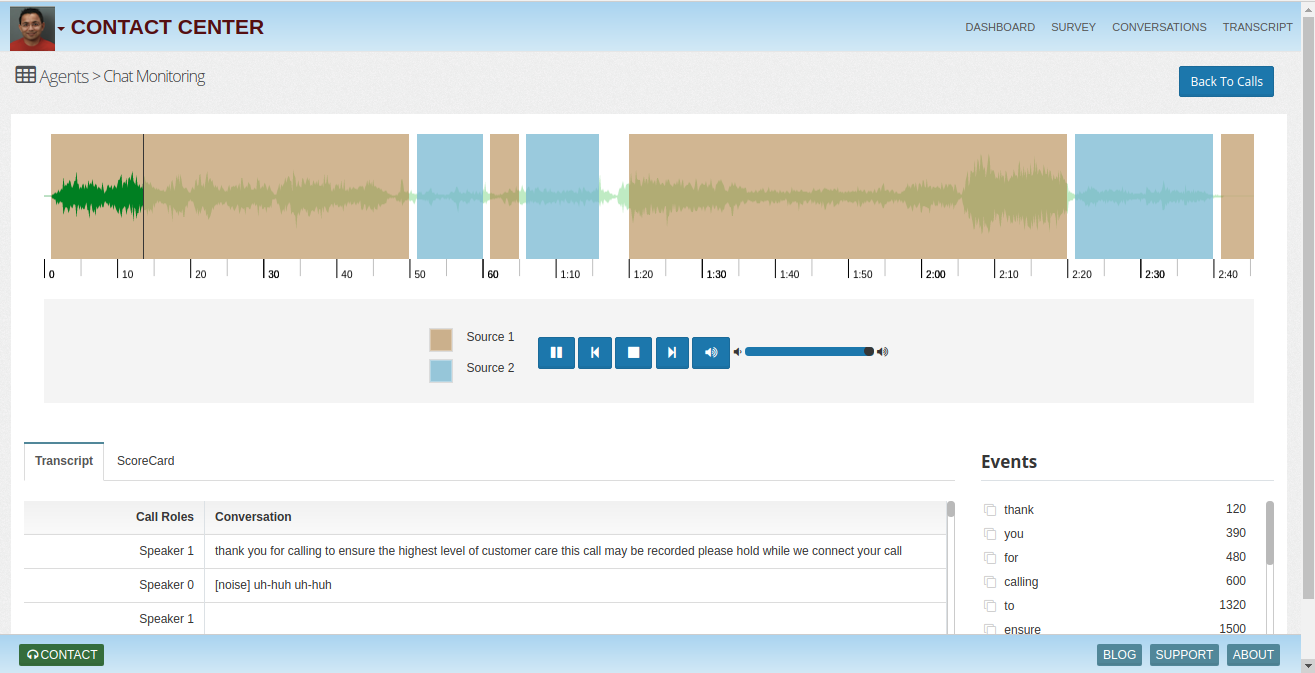 CONTACT CENTER
DASHBOARD SURVEY CONVERSATIONS TRANSCRIPT
Agents > Chat Monitoring
Back To Calls
0 10 20 30 40 50 60 1:10 1:20 1:30 1:40 1:50 2:00 2:10 2:20 2:30 2:40
Source 1
Source 2
Transcript ScoreCard
Call Roles Conversation
Speaker 1 thank you for calling to ensure the highest level of customer care this call may be recorded please hold while we connect your call
Speaker 0 [noise] uh-huh uh-huh
Speaker 1
Events
thank 120
you 390
for 480
calling 600
to 1320
ensure 1500
CONTACT
BLOG SUPPORT ABOUT